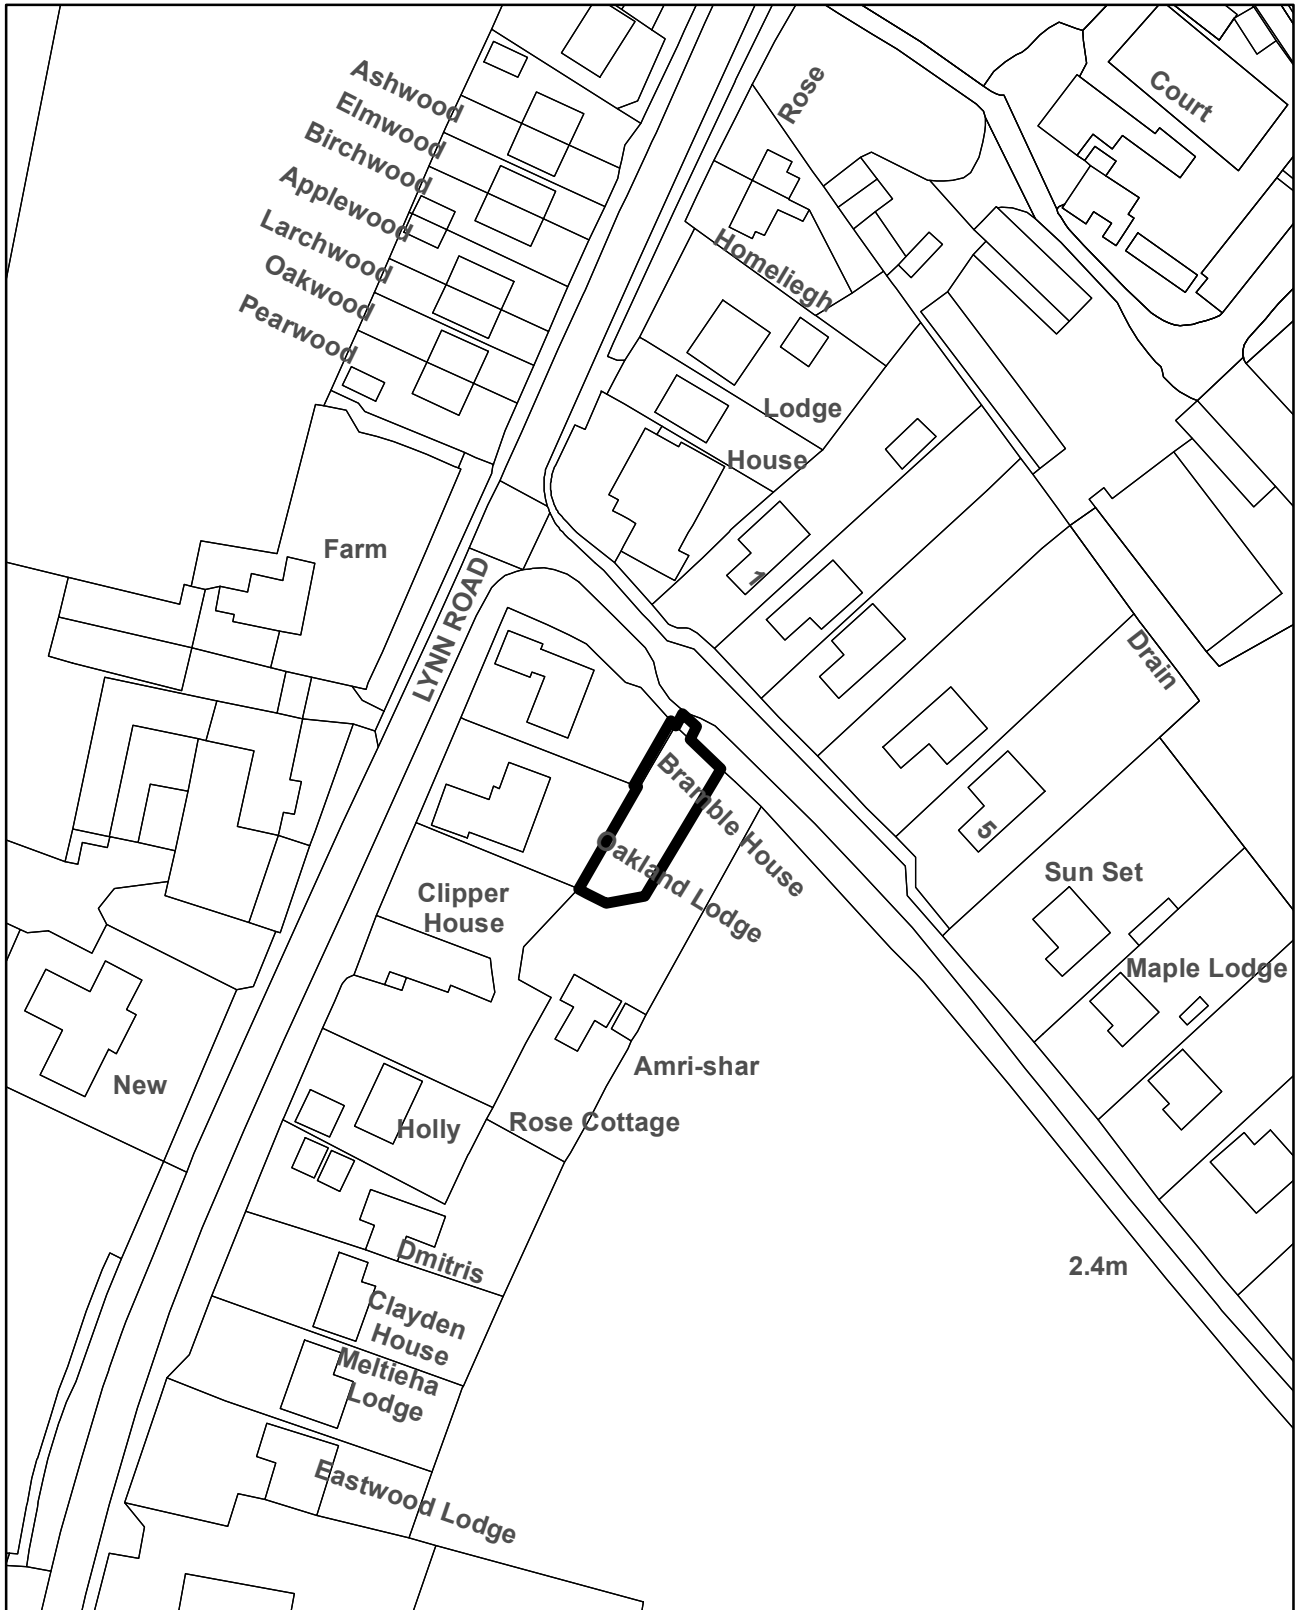 Ashwood
Elmwood
Birchwood
Applewood
Larchwood
Oakwood
Pearwood
Rose
Court
Homeliegh
Lodge
House
Farm
LYNN ROAD
1
Drain
Bramble House
Oakland Lodge
5
Sun Set
Clipper
House
Maple Lodge
New
Amri-shar
Holly
Rose Cottage
Dmitris
2.4m
Clayden
House
Meltieha
Lodge
Eastwood Lodge